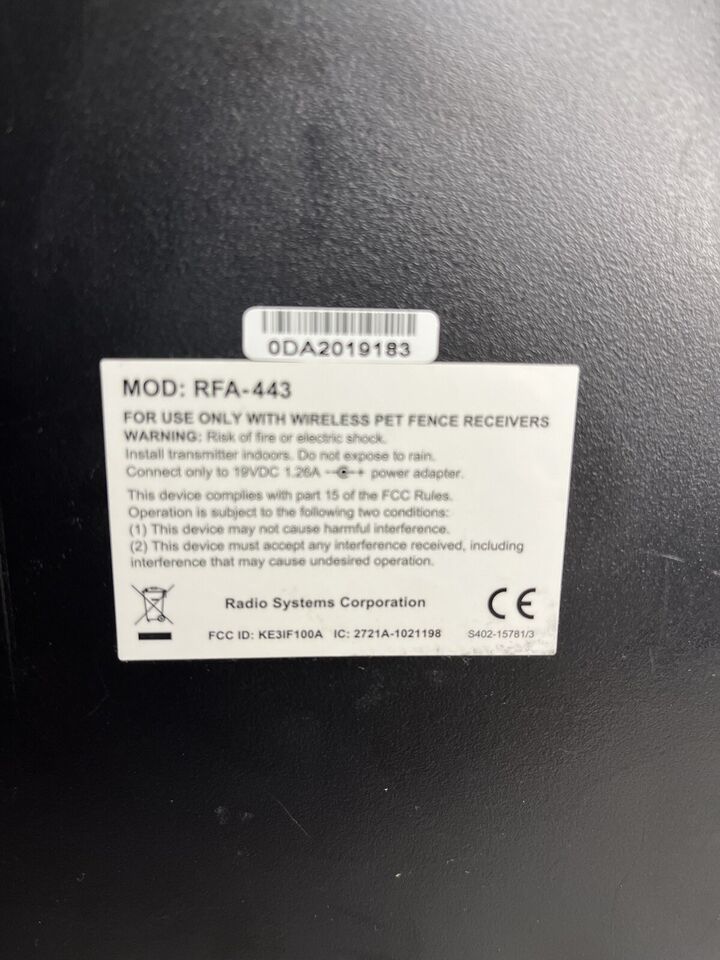 0DA2019183
MOD: RFA-443
FOR USE ONLY WITH WIRELESS PET FENCE RECEIVERS
WARNING: Risk of fire or electric shock.
Install transmitter indoors. Do not expose to rain.
Connect only to 19VDC 1.26A power adapter.
This device complies with part 15 of the FCC Rules.
Operation is subject to the following two conditions:
(1) This device may not cause harmful interference.
(2) This device must accept any interference received, including
interference that may cause undesired operation.
Radio Systems Corporation
CE
FCC ID: KE3IF100A IC: 2721A-1021198
S402-15781/3